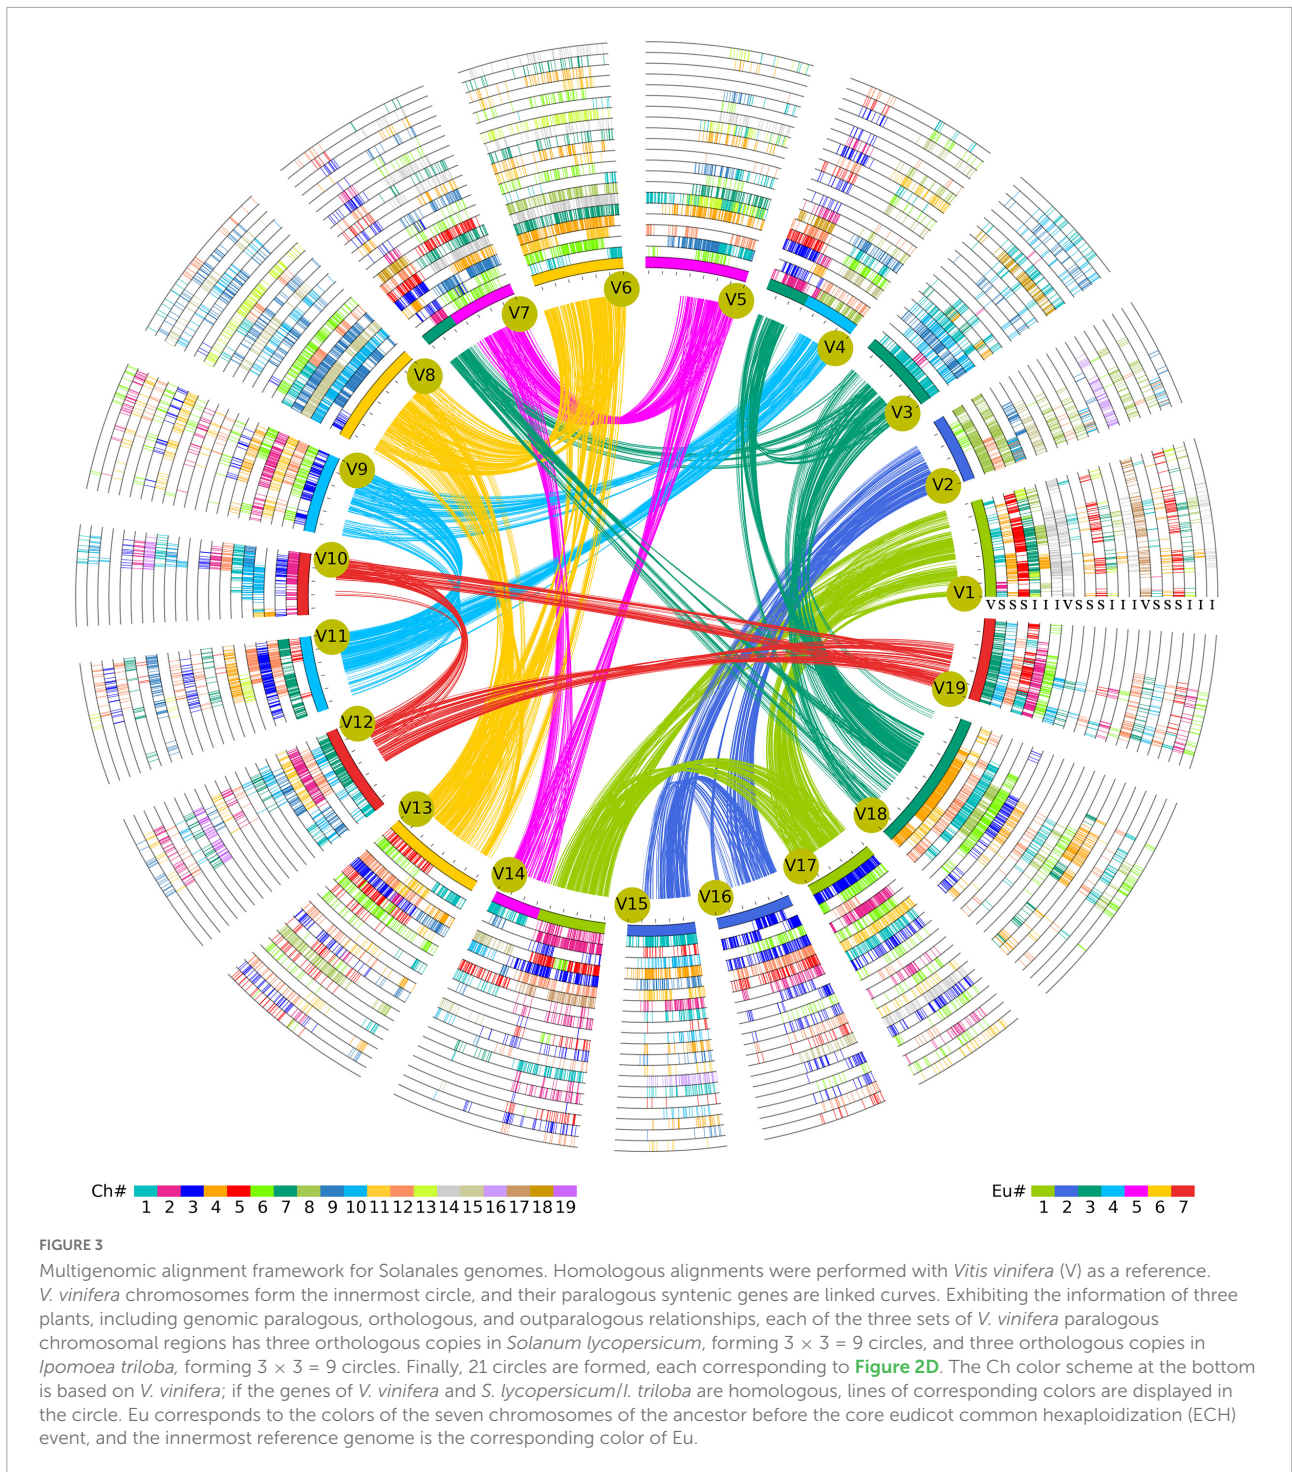 V6
V5
V7
V4
V8
V3
V9
V2
V10
V1
VSSSIIIVSSSIIIVSSSIII
V11
V19
V12
V18
V13
V17
V14
V15
V16
Ch#
1 2 3 4 5 6 7 8 9 10 11 12 13 14 15 16 17 18 19
Eu#
1 2 3 4 5 6 7
FIGURE 3
Multigenomic alignment framework for Solanales genomes. Homologous alignments were performed with Vitis vinifera (V) as a reference.
V. vinifera chromosomes form the innermost circle, and their paralogous syntenic genes are linked curves. Exhibiting the information of three
plants, including genomic paralogous, orthologous, and outparalogous relationships, each of the three sets of V. vinifera paralogous
chromosomal regions has three orthologous copies in Solanum lycopersicum, forming 3 × 3 = 9 circles, and three orthologous copies in
Ipomoea triloba, forming 3 × 3 = 9 circles. Finally, 21 circles are formed, each corresponding to Figure 2D. The Ch color scheme at the bottom
is based on V. vinifera; if the genes of V. vinifera and S. lycopersicum/I. triloba are homologous, lines of corresponding colors are displayed in
the circle. Eu corresponds to the colors of the seven chromosomes of the ancestor before the core eudicot common hexaploidization (ECH)
event, and the innermost reference genome is the corresponding color of Eu.